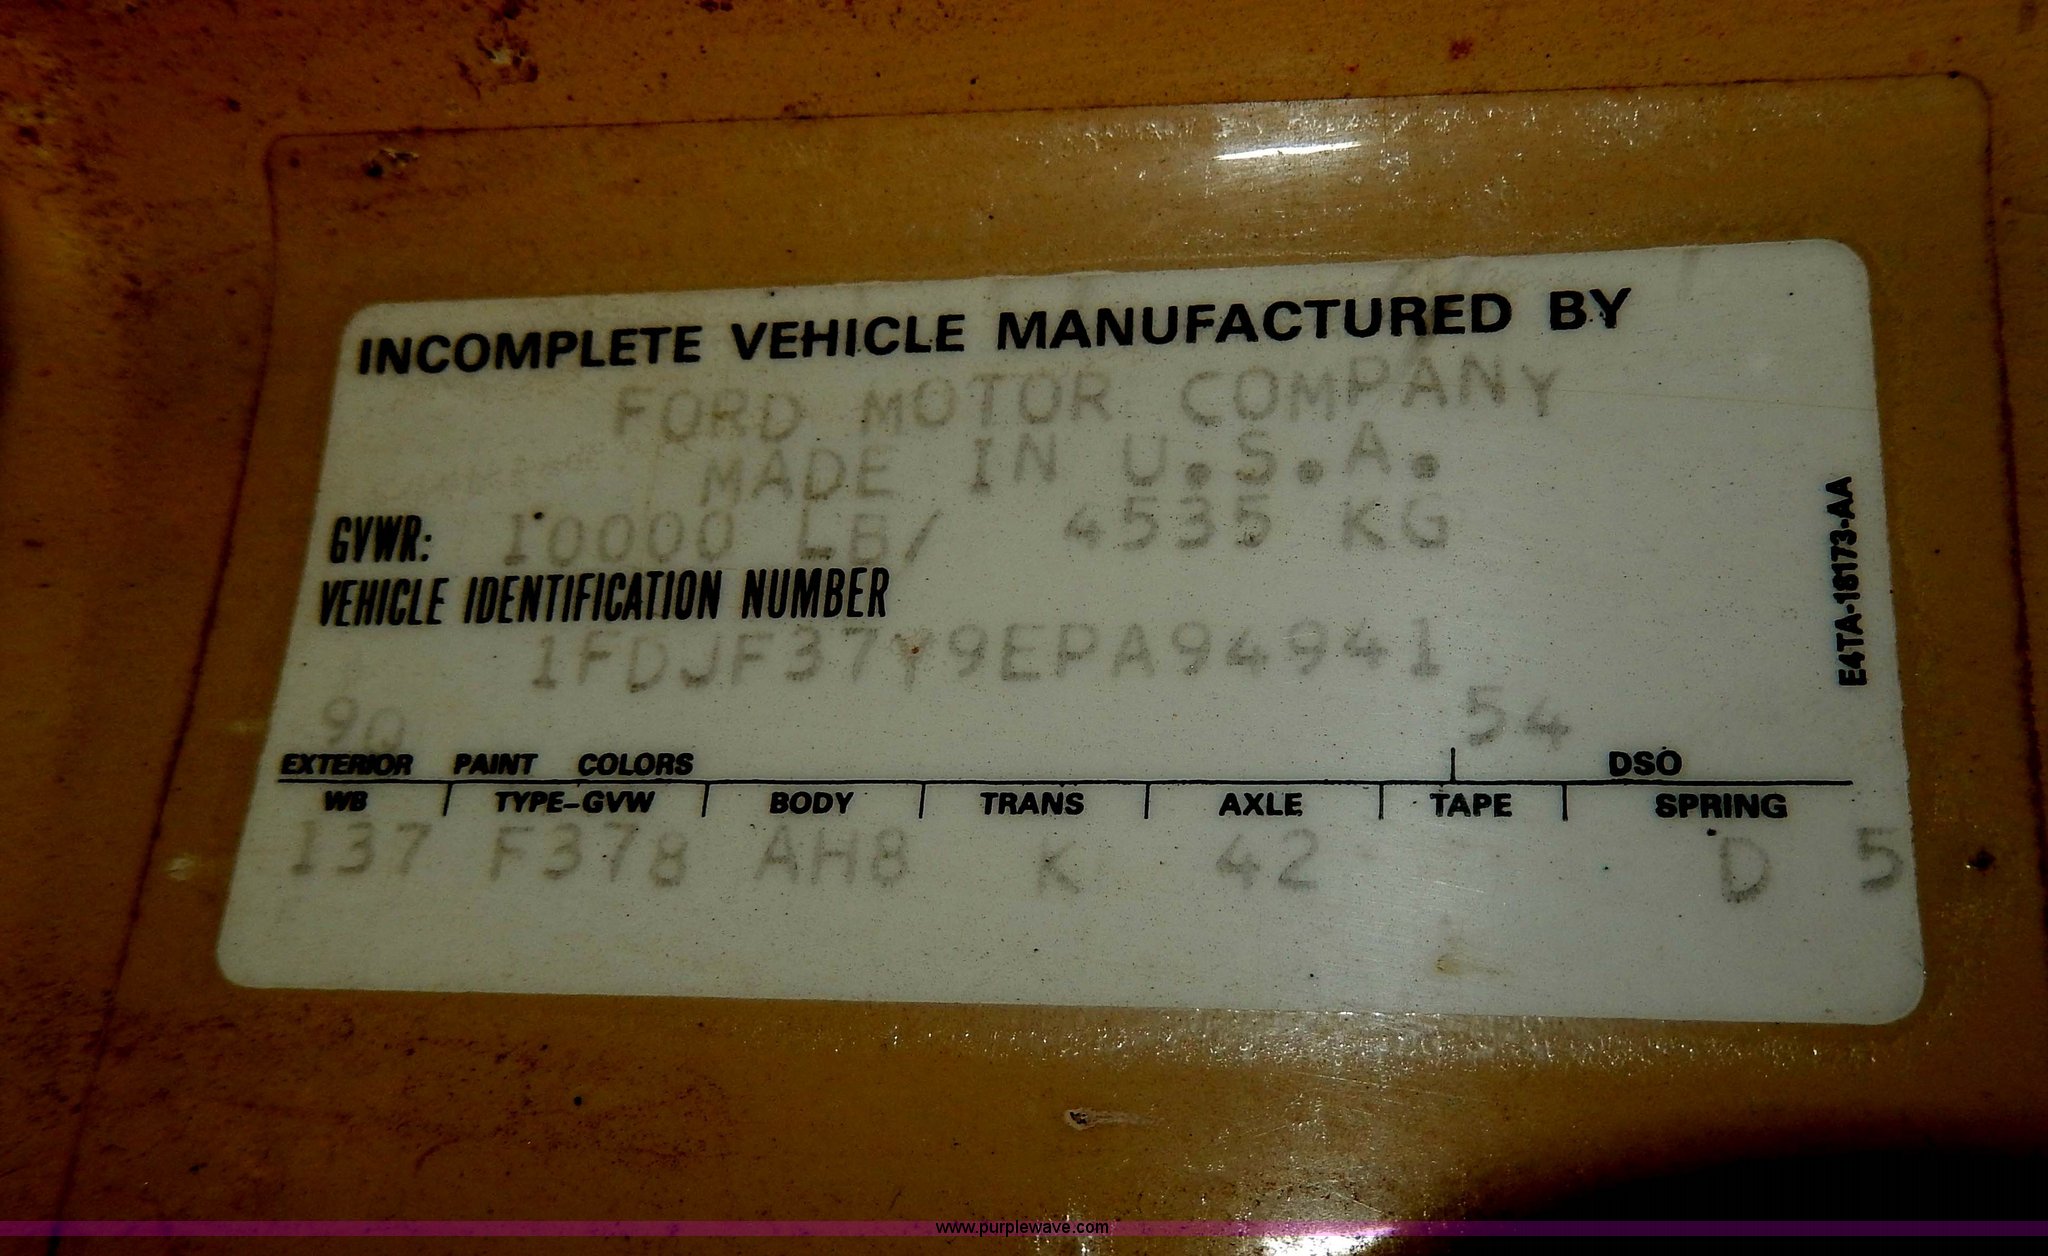 INCOMPLETE VEHICLE MANUFACTURED BY
FORD MOTOR COMPANY
MADE IN U.S.A.
GVWR: 10000 LB/ 4535 KG
VEHICLE IDENTIFICATION NUMBER
1FDJF37Y9EPA94941
E4TA-16173-AA
9Q 54
EXTERIOR PAINT COLORS DSO
WB TYPE-GVW BODY TRANS AXLE TAPE SPRING
137 F378 AH8 K 42 D 5
www.purplewave.com